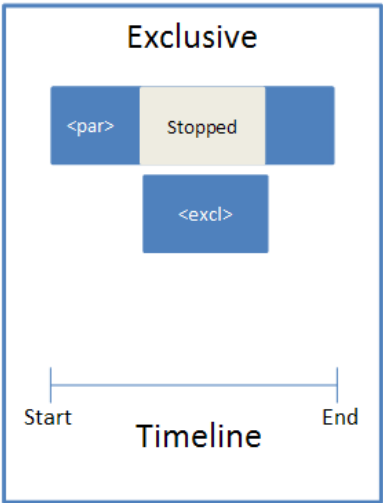 Exclusive
<par>
Stopped
<excl>
Start
End
Timeline